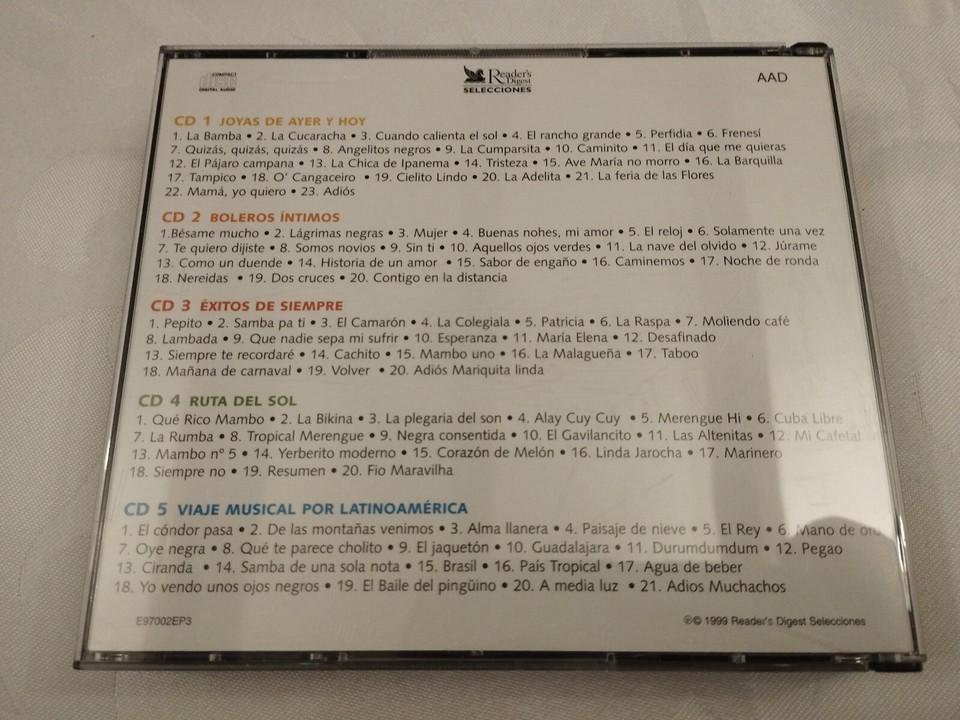 COMPACT
DIGITAL AUDIO
Reader's
Digest
SELECCIONES
AAD
CD 1 JOYAS DE AYER Y HOY
1. La Bamba • 2. La Cucaracha • 3. Cuando calienta el sol • 4. El rancho grande • 5. Perfidia • 6. Frenesí
7. Quizás, quizás, quizás • 8. Angelitos negros • 9. La Cumparsita • 10. Caminito • 11. El día que me quieras
12. El Pájaro campana • 13. La Chica de Ipanema • 14. Tristeza • 15. Ave María no morro • 16. La Barquilla
17. Tampico • 18. O' Cangaceiro • 19. Cielito Lindo • 20. La Adelita • 21. La feria de las Flores
22. Mamá, yo quiero • 23. Adiós
CD 2 BOLEROS ÍNTIMOS
1.Bésame mucho • 2. Lágrimas negras • 3. Mujer • 4. Buenas nohes, mi amor • 5. El reloj • 6. Solamente una vez
7. Te quiero dijiste • 8. Somos novios • 9. Sin ti • 10. Aquellos ojos verdes • 11. La nave del olvido • 12. Júrame
13. Como un duende • 14. Historia de un amor • 15. Sabor de engaño • 16. Caminemos • 17. Noche de ronda
18. Nereidas • 19. Dos cruces • 20. Contigo en la distancia
CD 3 ÉXITOS DE SIEMPRE
1. Pepito • 2. Samba pa ti • 3. El Camarón • 4. La Colegiala • 5. Patricia • 6. La Raspa • 7. Moliendo café
8. Lambada • 9. Que nadie sepa mi sufrir • 10. Esperanza • 11. María Elena • 12. Desafinado
13. Siempre te recordaré • 14. Cachito • 15. Mambo uno • 16. La Malagueña • 17. Taboo
18. Mañana de carnaval • 19. Volver • 20. Adiós Mariquita linda
CD 4 RUTA DEL SOL
1. Qué Rico Mambo • 2. La Bikina • 3. La plegaria del son • 4. Alay Cuy Cuy • 5. Merengue Hi • 6. Cuba Libre
7. La Rumba • 8. Tropical Merengue • 9. Negra consentida • 10. El Gavilancito • 11. Las Altenitas • 12. Mi Cafetal
13. Mambo nº 5 • 14. Yerberito moderno • 15. Corazón de Melón • 16. Linda Jarocha • 17. Marinero
18. Siempre no • 19. Resumen • 20. Fio Maravilha
CD 5 VIAJE MUSICAL POR LATINOAMÉRICA
1. El cóndor pasa • 2. De las montañas venimos • 3. Alma llanera • 4. Paisaje de nieve • 5. El Rey • 6. Mano de oro
7. Oye negra • 8. Qué te parece cholito • 9. El jaquetón • 10. Guadalajara • 11. Durumdumdum • 12. Pegao
13. Ciranda • 14. Samba de una sola nota • 15. Brasil • 16. País Tropical • 17. Agua de beber
18. Yo vendo unos ojos negros • 19. El Baile del pingüino • 20. A media luz • 21. Adios Muchachos
E97002EP3
℗© 1999 Reader's Digest Selecciones